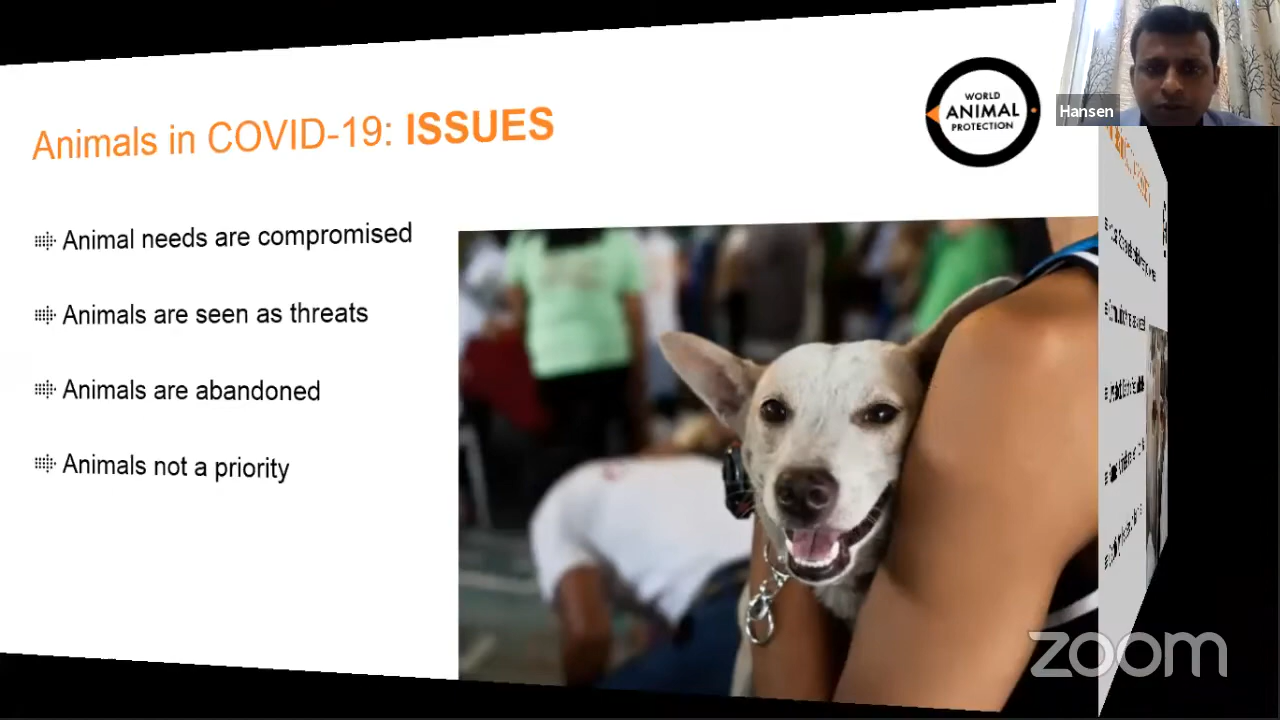 Animals in COVID-19: ISSUES
WORLD
ANIMAL
PROTECTION
Hansen
Animal needs are compromised
Animals are seen as threats
Animals are abandoned
Animals not a priority
zoom